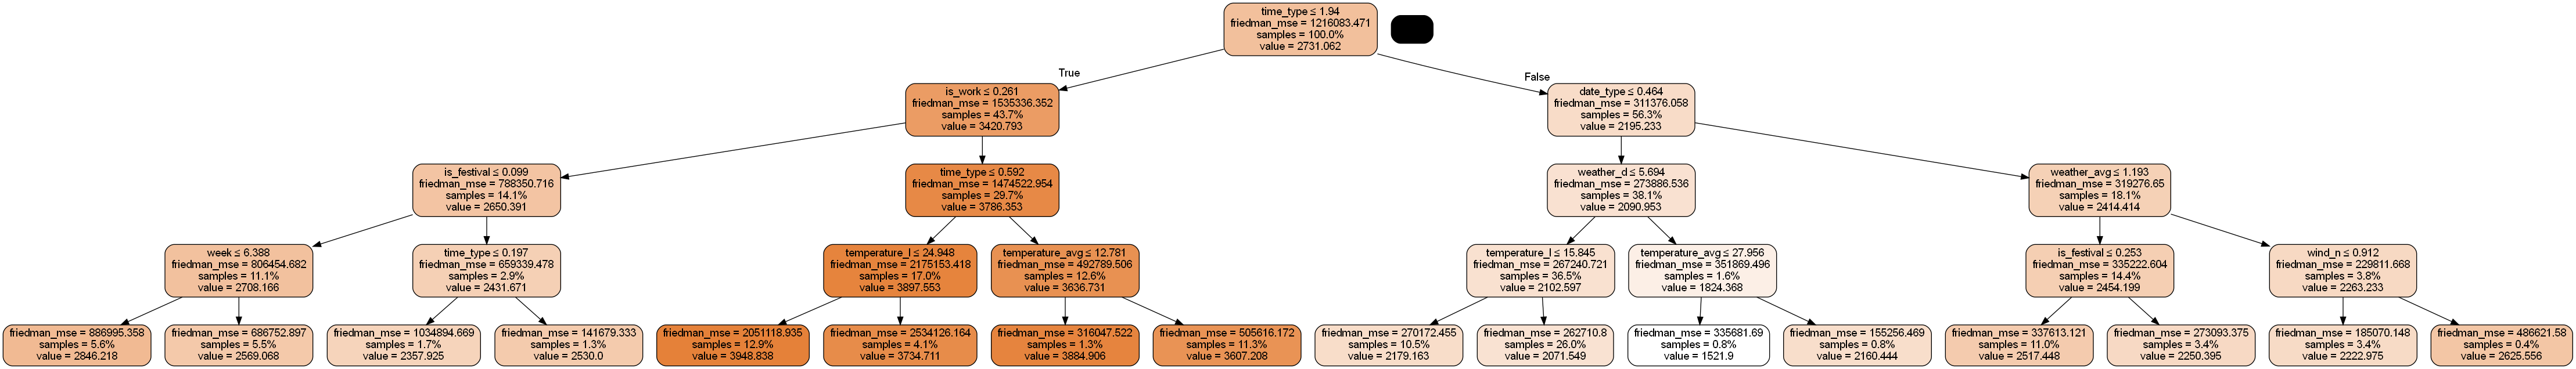 time_type ≤ 1.94
friedman_mse = 1216083.471
samples = 100.0%
value = 2731.062
True
False
is_work ≤ 0.261
friedman_mse = 1535336.352
samples = 43.7%
value = 3420.793
date_type ≤ 0.464
friedman_mse = 311376.058
samples = 56.3%
value = 2195.233
is_festival ≤ 0.099
friedman_mse = 788350.716
samples = 14.1%
value = 2650.391
time_type ≤ 0.592
friedman_mse = 1474522.954
samples = 29.7%
value = 3786.353
weather_d ≤ 5.694
friedman_mse = 273886.536
samples = 38.1%
value = 2090.953
weather_avg ≤ 1.193
friedman_mse = 319276.65
samples = 18.1%
value = 2414.414
week ≤ 6.388
friedman_mse = 806454.682
samples = 11.1%
value = 2708.166
time_type ≤ 0.197
friedman_mse = 659339.478
samples = 2.9%
value = 2431.671
temperature_l ≤ 24.948
friedman_mse = 2175153.418
samples = 17.0%
value = 3897.553
temperature_avg ≤ 12.781
friedman_mse = 492789.506
samples = 12.6%
value = 3636.731
temperature_l ≤ 15.845
friedman_mse = 267240.721
samples = 36.5%
value = 2102.597
temperature_avg ≤ 27.956
friedman_mse = 351869.496
samples = 1.6%
value = 1824.368
is_festival ≤ 0.253
friedman_mse = 335222.604
samples = 14.4%
value = 2454.199
wind_n ≤ 0.912
friedman_mse = 229811.668
samples = 3.8%
value = 2263.233
friedman_mse = 886995.358
samples = 5.6%
value = 2846.218
friedman_mse = 686752.897
samples = 5.5%
value = 2569.068
friedman_mse = 1034894.669
samples = 1.7%
value = 2357.925
friedman_mse = 141679.333
samples = 1.3%
value = 2530.0
friedman_mse = 2051118.935
samples = 12.9%
value = 3948.838
friedman_mse = 2534126.164
samples = 4.1%
value = 3734.711
friedman_mse = 316047.522
samples = 1.3%
value = 3884.906
friedman_mse = 505616.172
samples = 11.3%
value = 3607.208
friedman_mse = 270172.455
samples = 10.5%
value = 2179.163
friedman_mse = 262710.8
samples = 26.0%
value = 2071.549
friedman_mse = 335681.69
samples = 0.8%
value = 1521.9
friedman_mse = 155256.469
samples = 0.8%
value = 2160.444
friedman_mse = 337613.121
samples = 11.0%
value = 2517.448
friedman_mse = 273093.375
samples = 3.4%
value = 2250.395
friedman_mse = 185070.148
samples = 3.4%
value = 2222.975
friedman_mse = 486621.58
samples = 0.4%
value = 2625.556